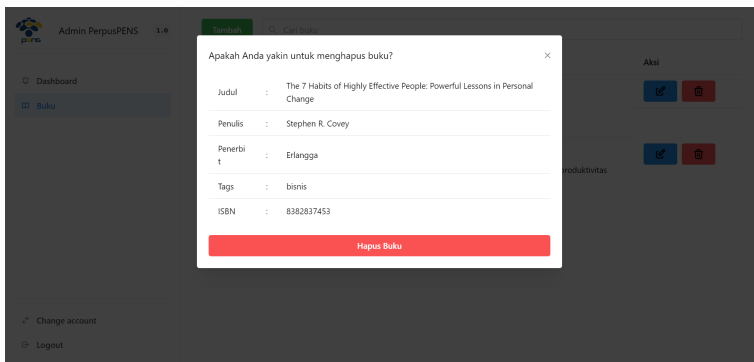 pens
Admin PerpusPENS 1.0
Tambah
Cari buku
Dashboard
Buku
Aksi
Apakah Anda yakin untuk menghapus buku?
Judul : The 7 Habits of Highly Effective People: Powerful Lessons in Personal
Change
Penulis : Stephen R. Covey
Penerbi
t : Erlangga
Tags : bisnis
ISBN : 8382837453
Hapus Buku
produktivitas
Change account
Logout